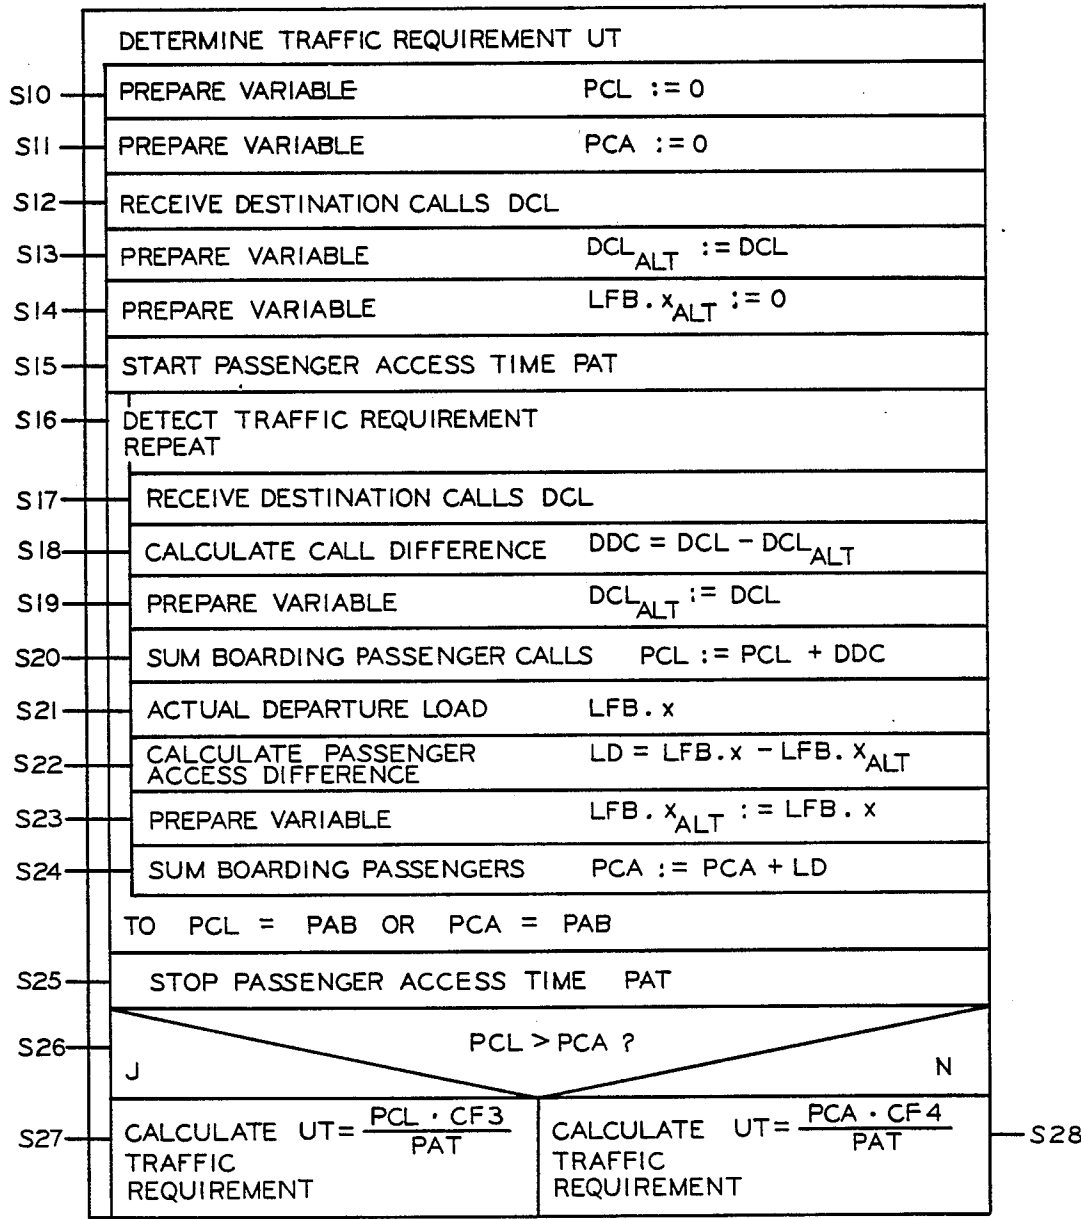 DETERMINE TRAFFIC REQUIREMENT UT
S10 PREPARE VARIABLE PCL := 0
S11 PREPARE VARIABLE PCA := 0
S12 RECEIVE DESTINATION CALLS DCL
S13 PREPARE VARIABLE DCL_ALT := DCL
S14 PREPARE VARIABLE LFB.x_ALT := 0
S15 START PASSENGER ACCESS TIME PAT
S16 DETECT TRAFFIC REQUIREMENT
REPEAT
S17 RECEIVE DESTINATION CALLS DCL
S18 CALCULATE CALL DIFFERENCE DDC = DCL - DCL_ALT
S19 PREPARE VARIABLE DCL_ALT := DCL
S20 SUM BOARDING PASSENGER CALLS PCL := PCL + DDC
S21 ACTUAL DEPARTURE LOAD LFB.x
S22 CALCULATE PASSENGER
ACCESS DIFFERENCE LD = LFB.x - LFB.x_ALT
S23 PREPARE VARIABLE LFB.x_ALT := LFB.x
S24 SUM BOARDING PASSENGERS PCA := PCA + LD
TO PCL = PAB OR PCA = PAB
S25 STOP PASSENGER ACCESS TIME PAT
S26 PCL > PCA ?
J N
S27 CALCULATE UT = PCL · CF3 / PAT
TRAFFIC
REQUIREMENT
CALCULATE UT = PCA · CF4 / PAT S28
TRAFFIC
REQUIREMENT